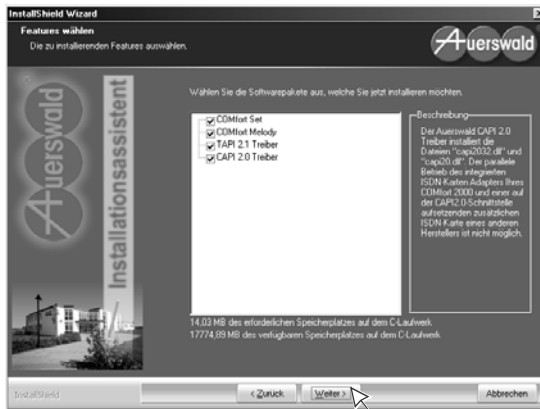 InstallShield Wizard
Features wählen
Die zu installierenden Features auswählen.
Auerswald
Auerswald
Installationsassistent
Wählen Sie die Softwarepakete aus, welche Sie jetzt installieren möchten.
COMfort Set
COMfort Melody
TAPI 2.1 Treiber
CAPI 2.0 Treiber
Beschreibung
Der Auerswald CAPI 2.0
Treiber installiert die
Dateien "capi2032.dll" und
"capi20.dll". Der parallele
Betrieb des integrierten
ISDN-Karten Adapters Ihres
COMfort 2000 und einer auf
der CAPI2.0-Schnittstelle
aufsetzenden zusätzlichen
ISDN-Karte eines anderen
Herstellers ist nicht möglich.
14,03 MB des erforderlichen Speicherplatzes auf dem C-Laufwerk
17774,89 MB des verfügbaren Speicherplatzes auf dem C-Laufwerk
InstallShield
< Zurück
Weiter >
Abbrechen